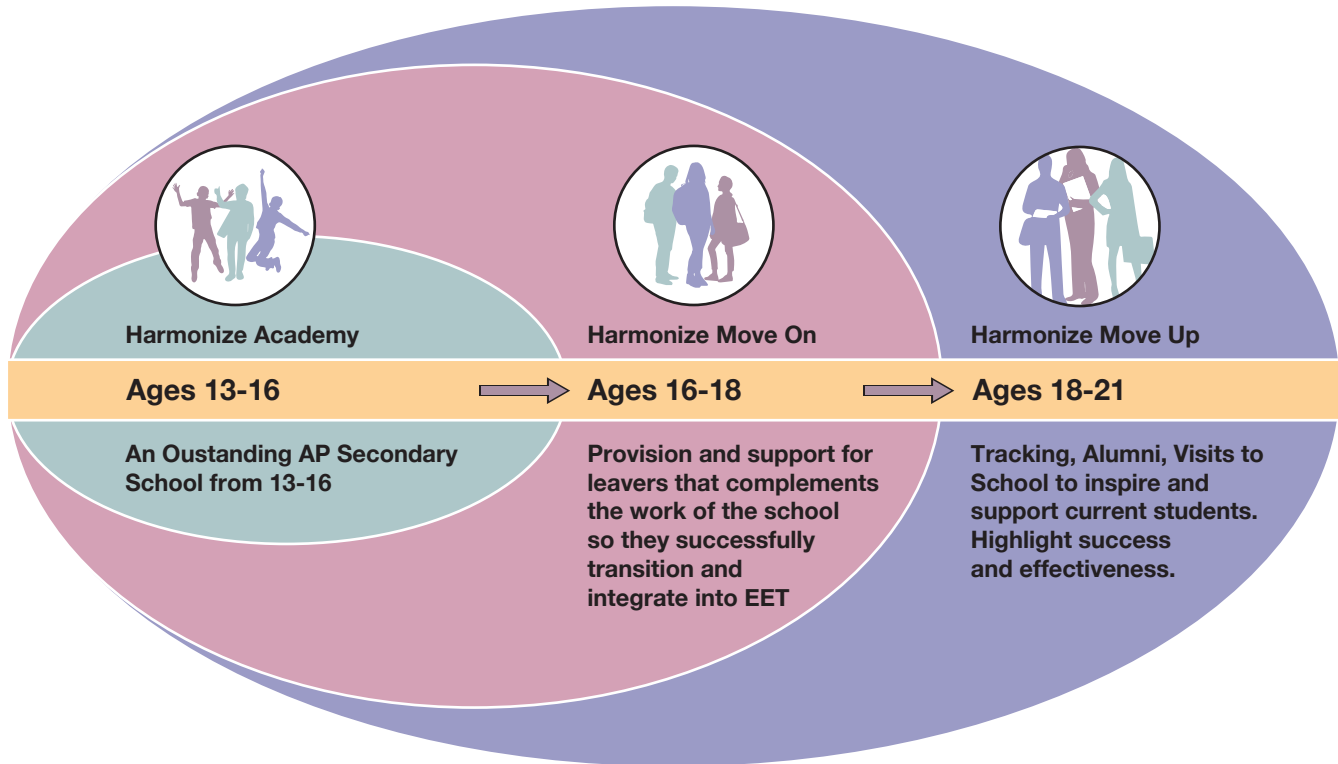 Harmonize Academy
Ages 13-16
An Oustanding AP Secondary
School from 13-16
Harmonize Move On
Ages 16-18
Provision and support for
leavers that complements
the work of the school
so they successfully
transition and
integrate into EET
Harmonize Move Up
Ages 18-21
Tracking, Alumni, Visits to
School to inspire and
support current students.
Highlight success
and effectiveness.